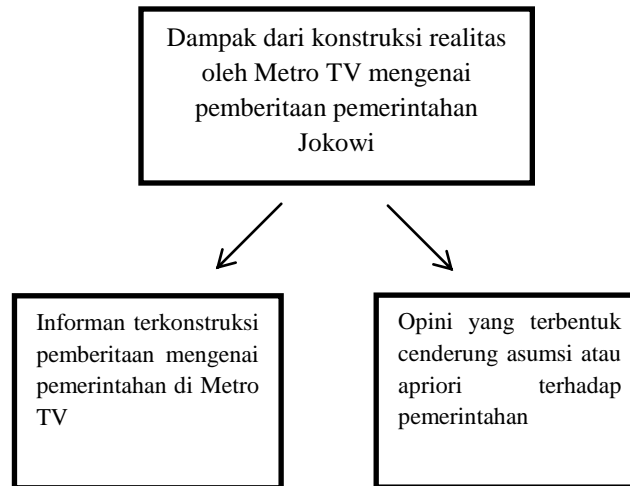 Dampak dari konstruksi realitas
oleh Metro TV mengenai
pemberitaan pemerintahan
Jokowi
Informan terkonstruksi
pemberitaan mengenai
pemerintahan di Metro
TV
Opini yang terbentuk
cenderung asumsi atau
apriori terhadap
pemerintahan